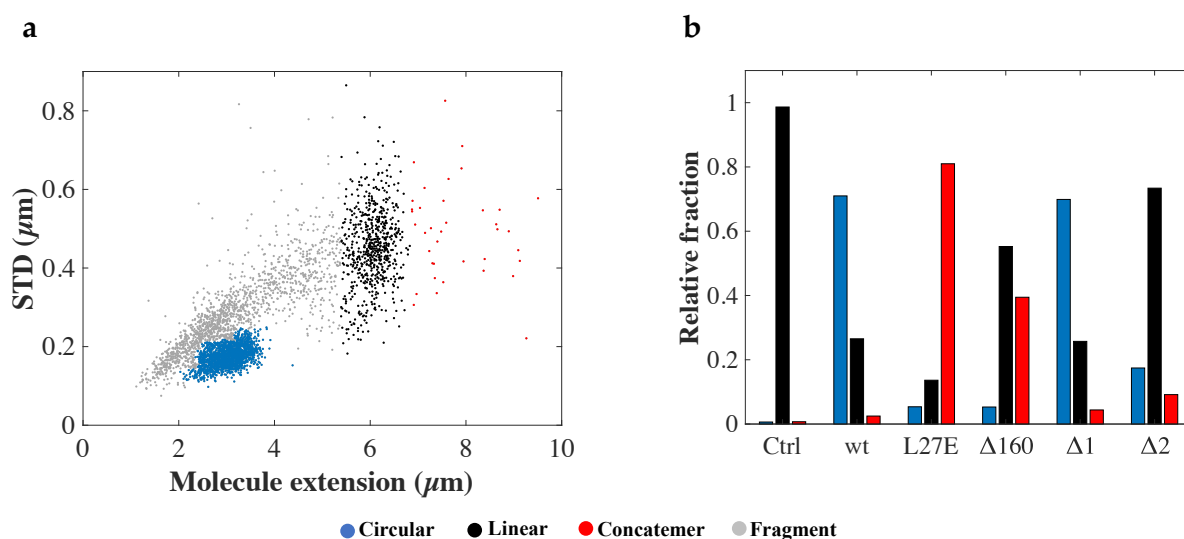 a
b
STD (µm)
0.8
0.6
0.4
0.2
0
0 2 4 6 8 10
Molecule extension (µm)
Relative fraction
1
0.8
0.6
0.4
0.2
0
Ctrl wt L27E Δ160 Δ1 Δ2
Circular Linear Concatemer Fragment